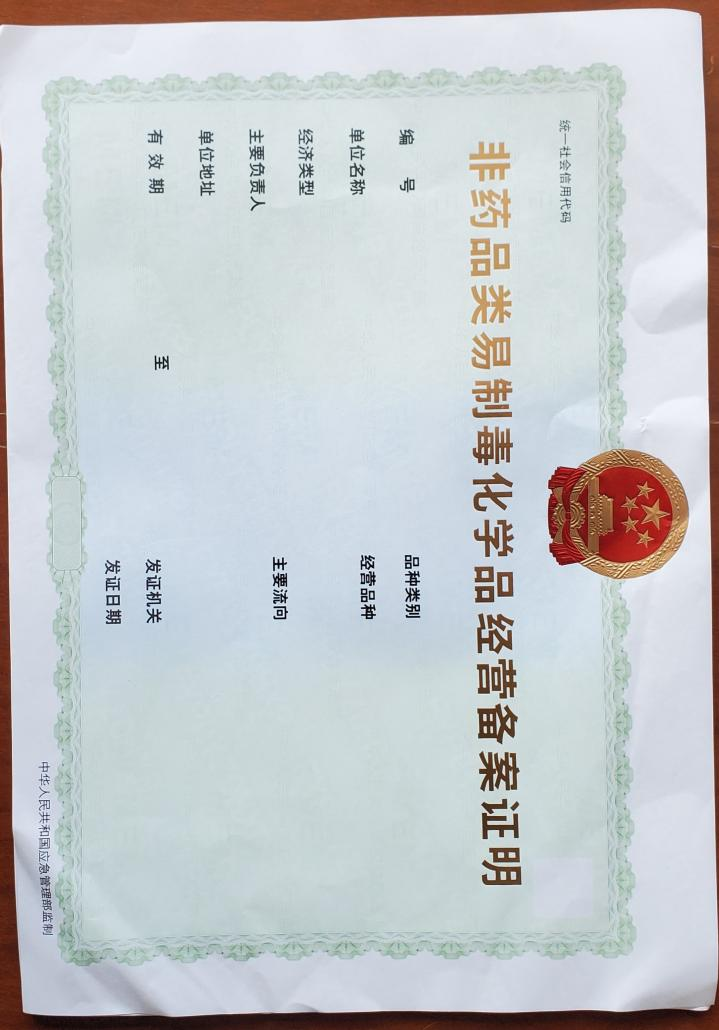 统一社会信用代码
非药品类易制毒化学品经营备案证明
编 号
品种类别
单位名称
经营品种
经济类型
主要负责人
主要流向
单位地址
有 效 期 至
发证机关
发证日期
中华人民共和国应急管理部监制